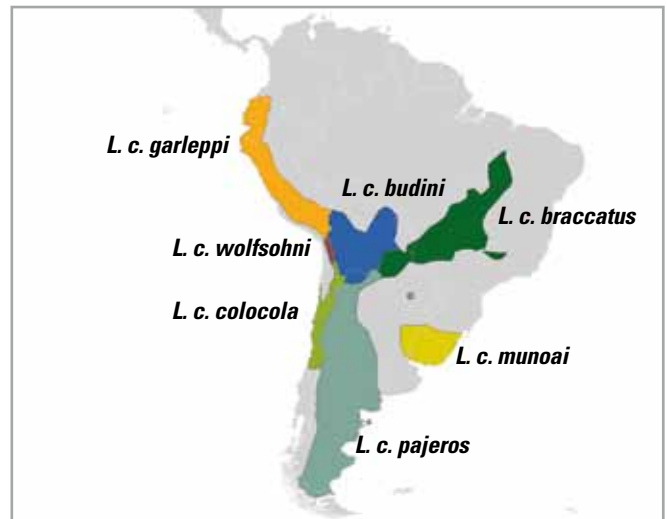 L. c. garleppi
L. c. budini
L. c. braccatus
L. c. wolfsohni
L. c. colocola
L. c. munoai
L. c. pajeros